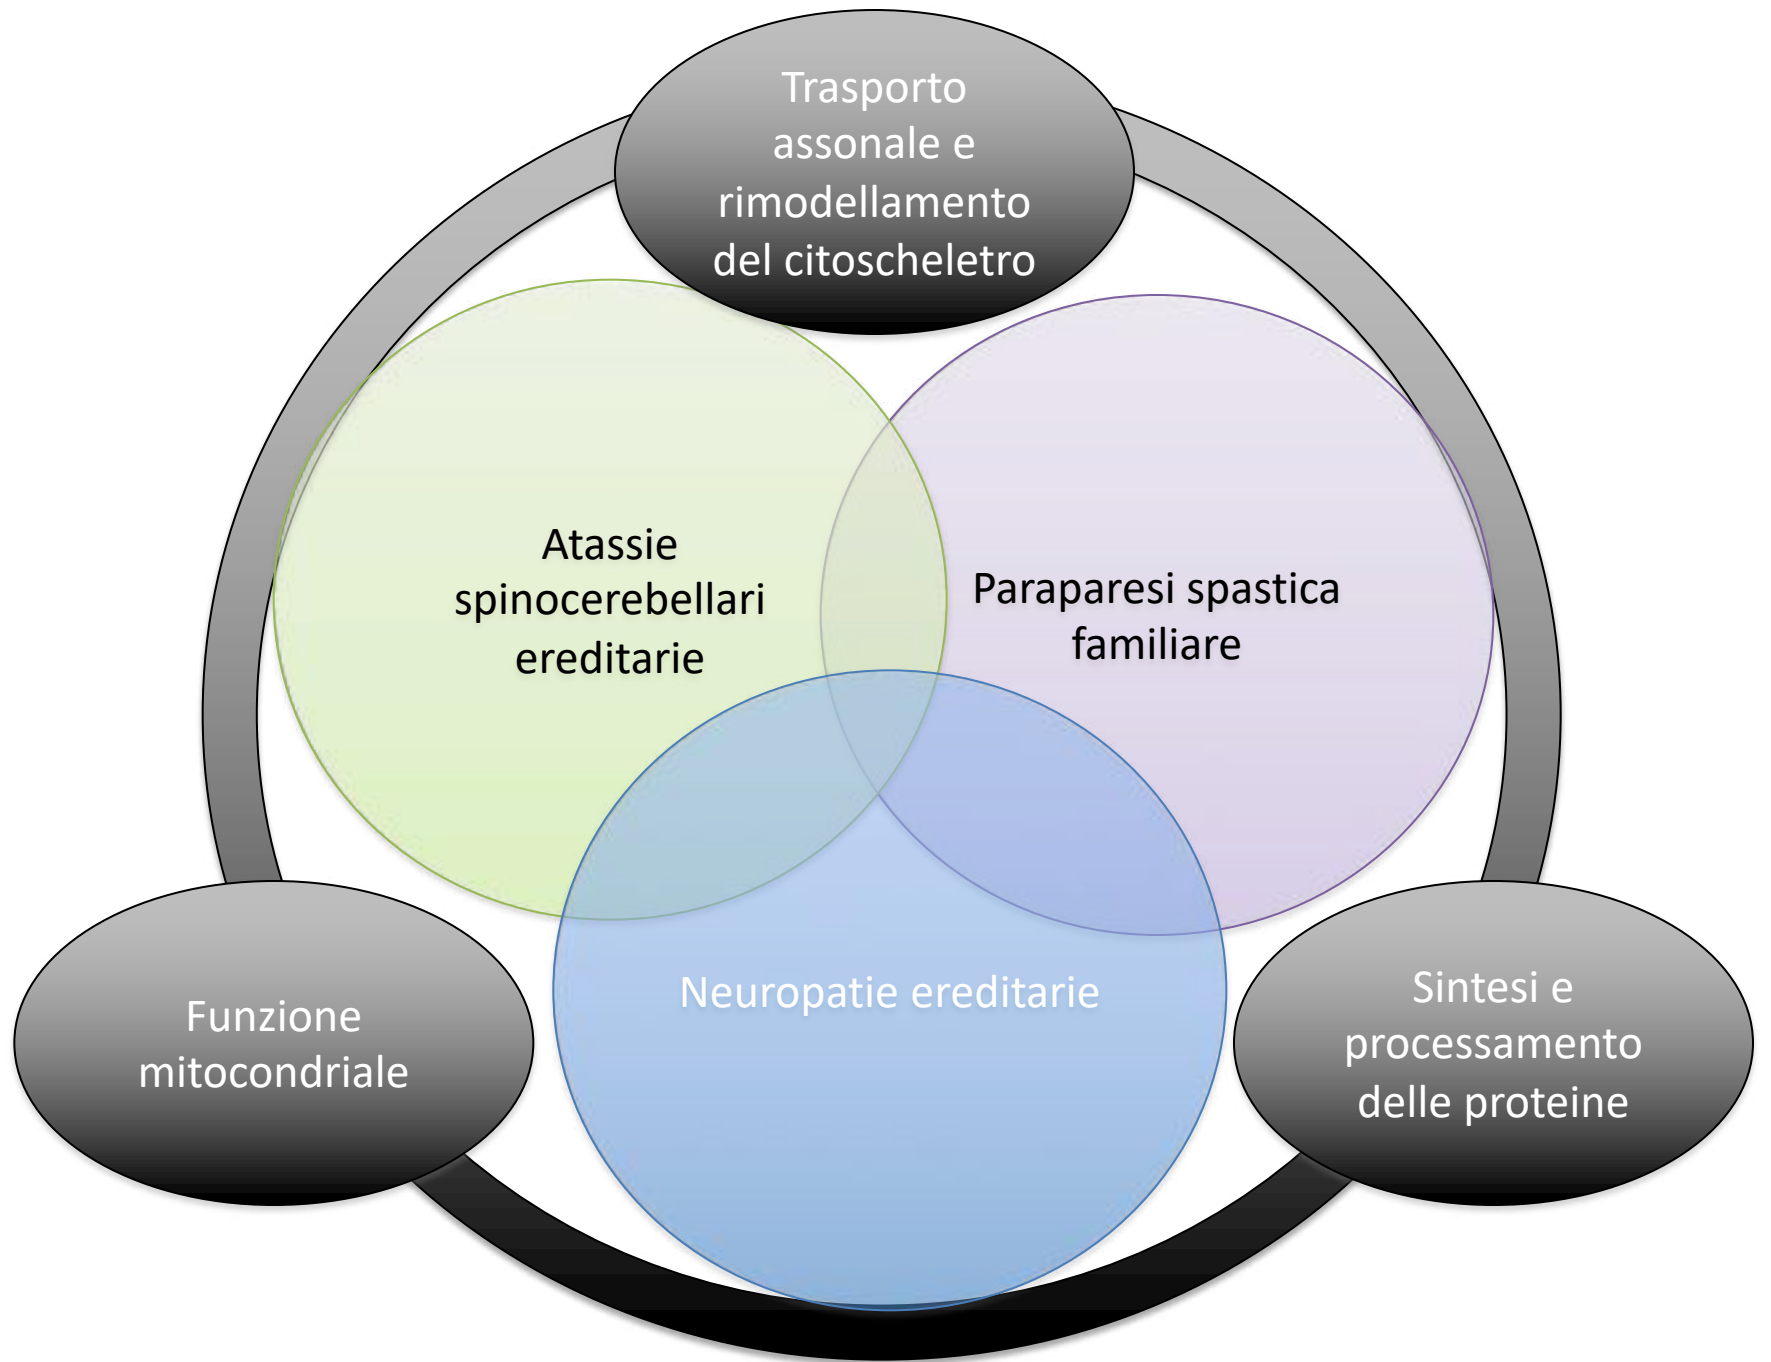 Trasporto
assonale e
rimodellamento
del citoscheletro
Atassie
spinocerebellari
ereditarie
Paraparesi spastica
familiare
Neuropatie ereditarie
Funzione
mitocondriale
Sintesi e
processamento
delle proteine